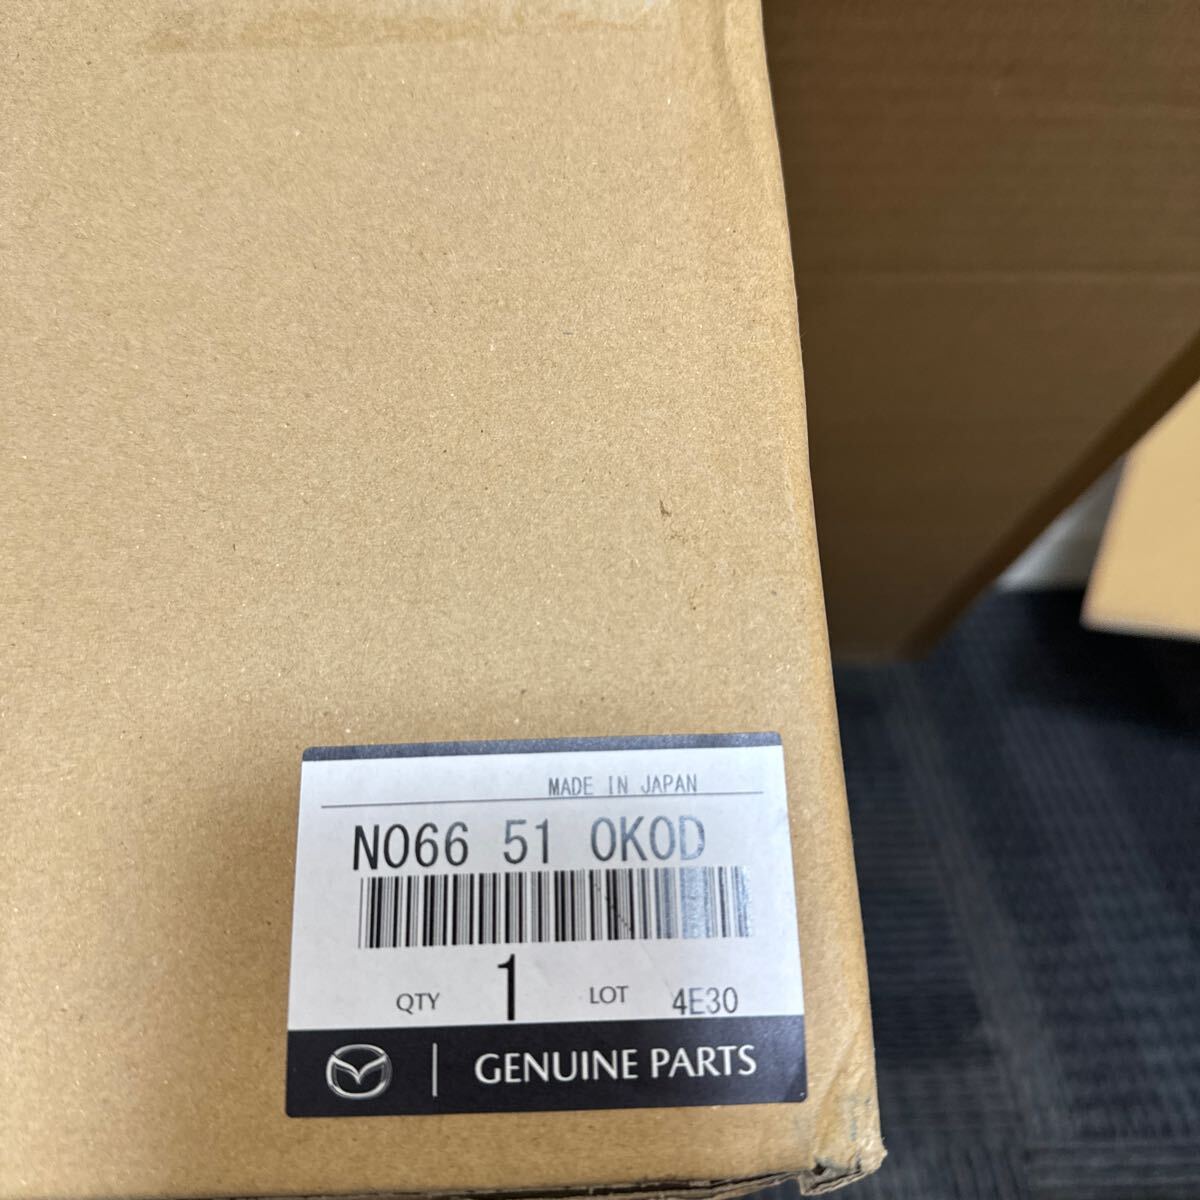 MADE IN JAPAN
N066 51 0K0D
QTY 1 LOT 4E30
GENUINE PARTS